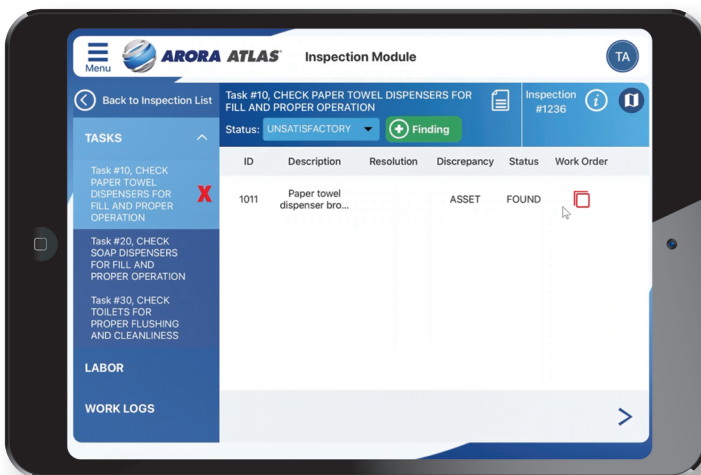 Menu
ARORA ATLAS
Inspection Module
TA
Back to Inspection List
Task #10, CHECK PAPER TOWEL DISPENSERS FOR
FILL AND PROPER OPERATION
Status: UNSATISFACTORY
Finding
Inspection
#1236
i
TASKS
Task #10, CHECK
PAPER TOWEL
DISPENSERS FOR
FILL AND PROPER
OPERATION
X
Task #20, CHECK
SOAP DISPENSERS
FOR FILL AND
PROPER OPERATION
Task #30, CHECK
TOILETS FOR
PROPER FLUSHING
AND CLEANLINESS
LABOR
WORK LOGS
ID Description Resolution Discrepancy Status Work Order
1011 Paper towel
dispenser bro... ASSET FOUND